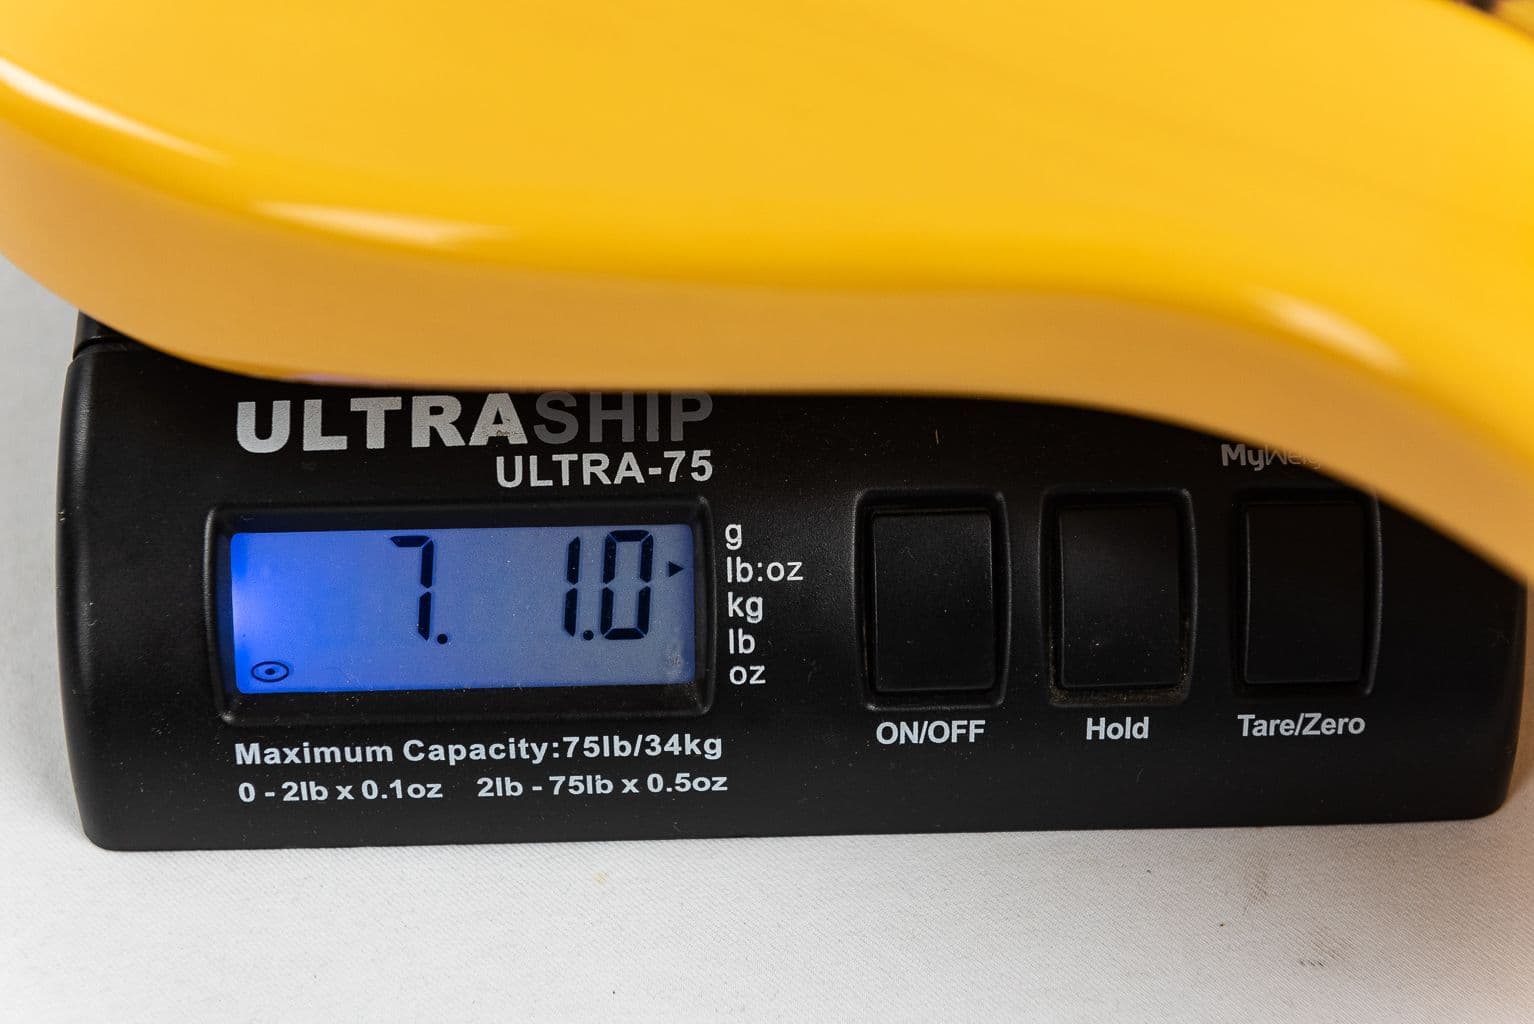 ULTRASHIP
ULTRA-75
7. 1.0
g
lb:oz
kg
lb
oz
Maximum Capacity:75lb/34kg
0 - 2lb x 0.1oz 2lb - 75lb x 0.5oz
ON/OFF
Hold
Tare/Zero